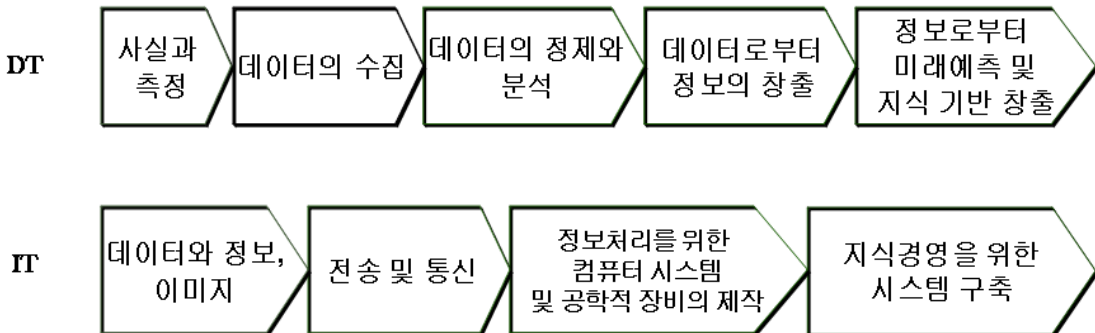 DT
사실과
측정
데이터의 수집
데이터의 정제와
분석
데이터로부터
정보의 창출
정보로부터
미래예측 및
지식 기반 창출
IT
데이터와 정보,
이미지
전송 및 통신
정보처리를 위한
컴퓨터 시스템
및 공학적 장비의 제작
지식경영을 위한
시스템 구축